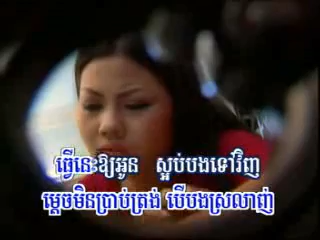 ធ្វើនេះឱ្យអូន ស្អប់បងទៅវិញ
ម្ដេចមិនប្រាប់ត្រង់ បើបងស្រលាញ់